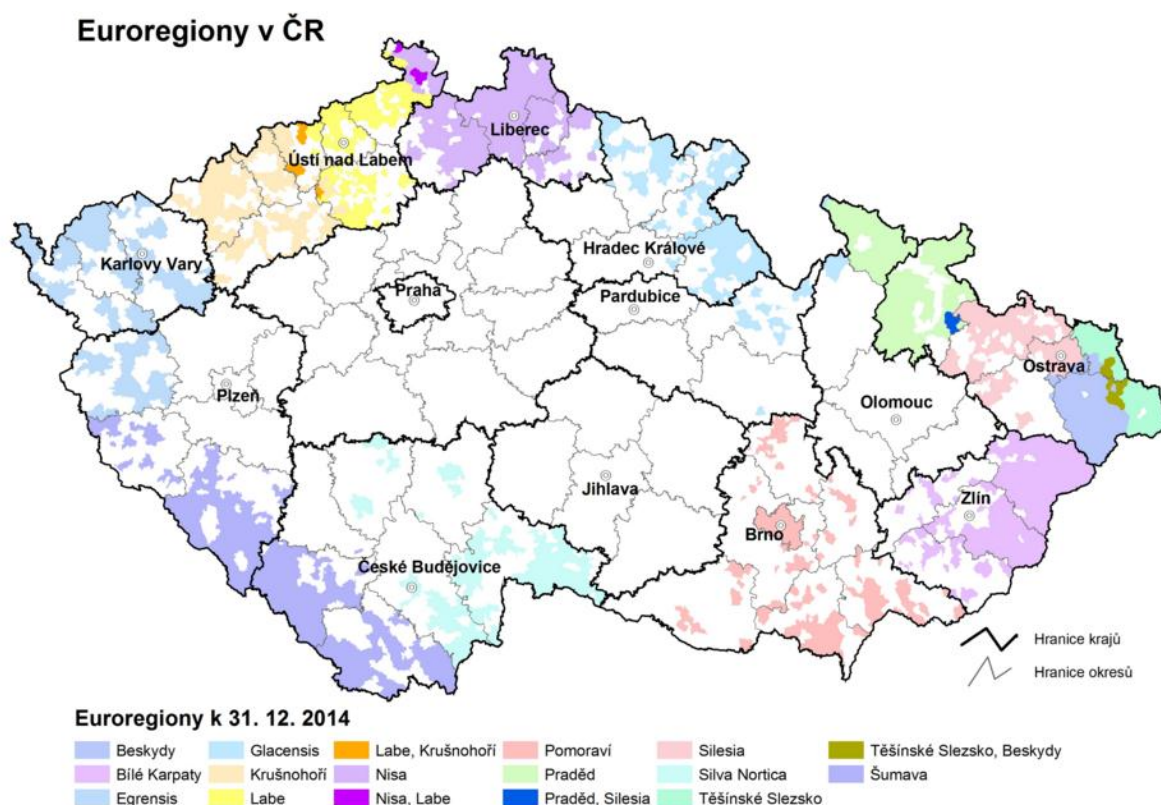 Euroregiony v ČR
Liberec
Ústí nad Labem
Karlovy Vary
Hradec Králové
Praha
Pardubice
Ostrava
Plzeň
Olomouc
Jihlava
Zlín
Brno
České Budějovice
Hranice krajů
Hranice okresů
Euroregiony k 31. 12. 2014
Beskydy
Glacensis
Labe, Krušnohoří
Pomoraví
Silesia
Těšínské Slezsko, Beskydy
Bílé Karpaty
Krušnohoří
Nisa
Praděd
Silva Nortica
Šumava
Egrensis
Labe
Nisa, Labe
Praděd, Silesia
Těšínské Slezsko